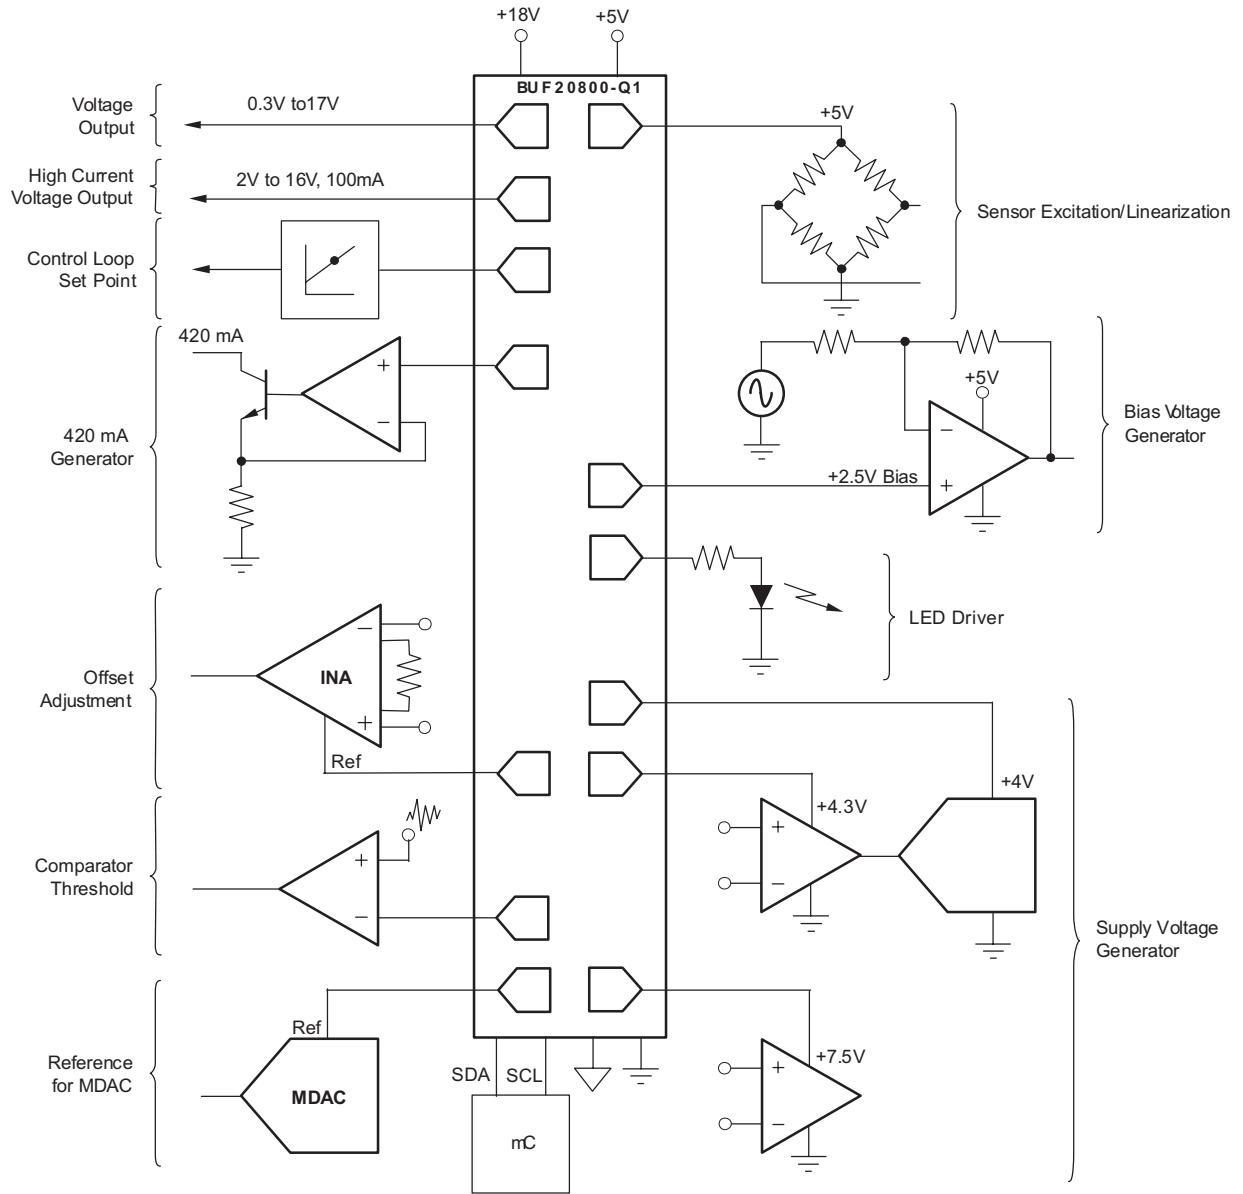 +18V
+5V
BUF20800-Q1
Voltage
Output
0.3V to17V
High Current
Voltage Output
2V to 16V, 100mA
Control Loop
Set Point
420 mA
+
−
420 mA
Generator
Offset
Adjustment
−
INA
+
Ref
Comparator
Threshold
+
−
Reference
for MDAC
Ref
MDAC
SDA
SCL
mC
+5V
Sensor Excitation/Linearization
+5V
−
+2.5V Bias
+
Bias Voltage
Generator
LED Driver
+4V
+4.3V
+
−
Supply Voltage
Generator
+7.5V
+
−